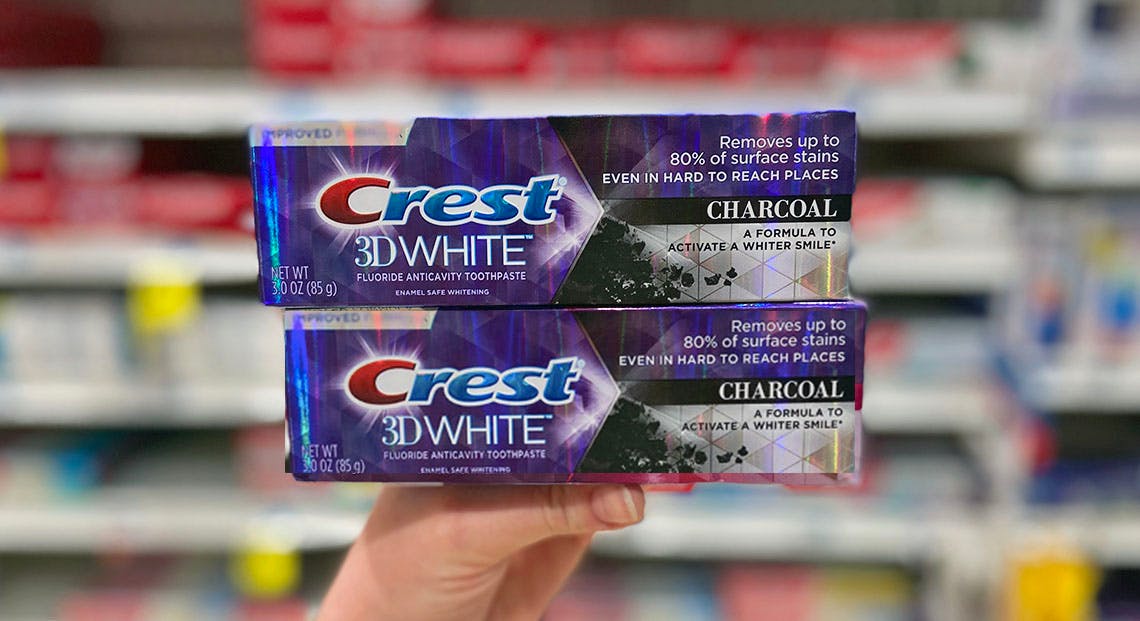 IMPROVED
Crest
3D WHITE™
FLUORIDE ANTICAVITY TOOTHPASTE
ENAMEL SAFE WHITENING
NET WT
3.0 OZ (85 g)
Removes up to
80% of surface stains
EVEN IN HARD TO REACH PLACES
CHARCOAL
A FORMULA TO
ACTIVATE A WHITER SMILE*
IMPROVED
Crest
3D WHITE™
FLUORIDE ANTICAVITY TOOTHPASTE
ENAMEL SAFE WHITENING
NET WT
3.0 OZ (85 g)
Removes up to
80% of surface stains
EVEN IN HARD TO REACH PLACES
CHARCOAL
A FORMULA TO
ACTIVATE A WHITER SMILE*